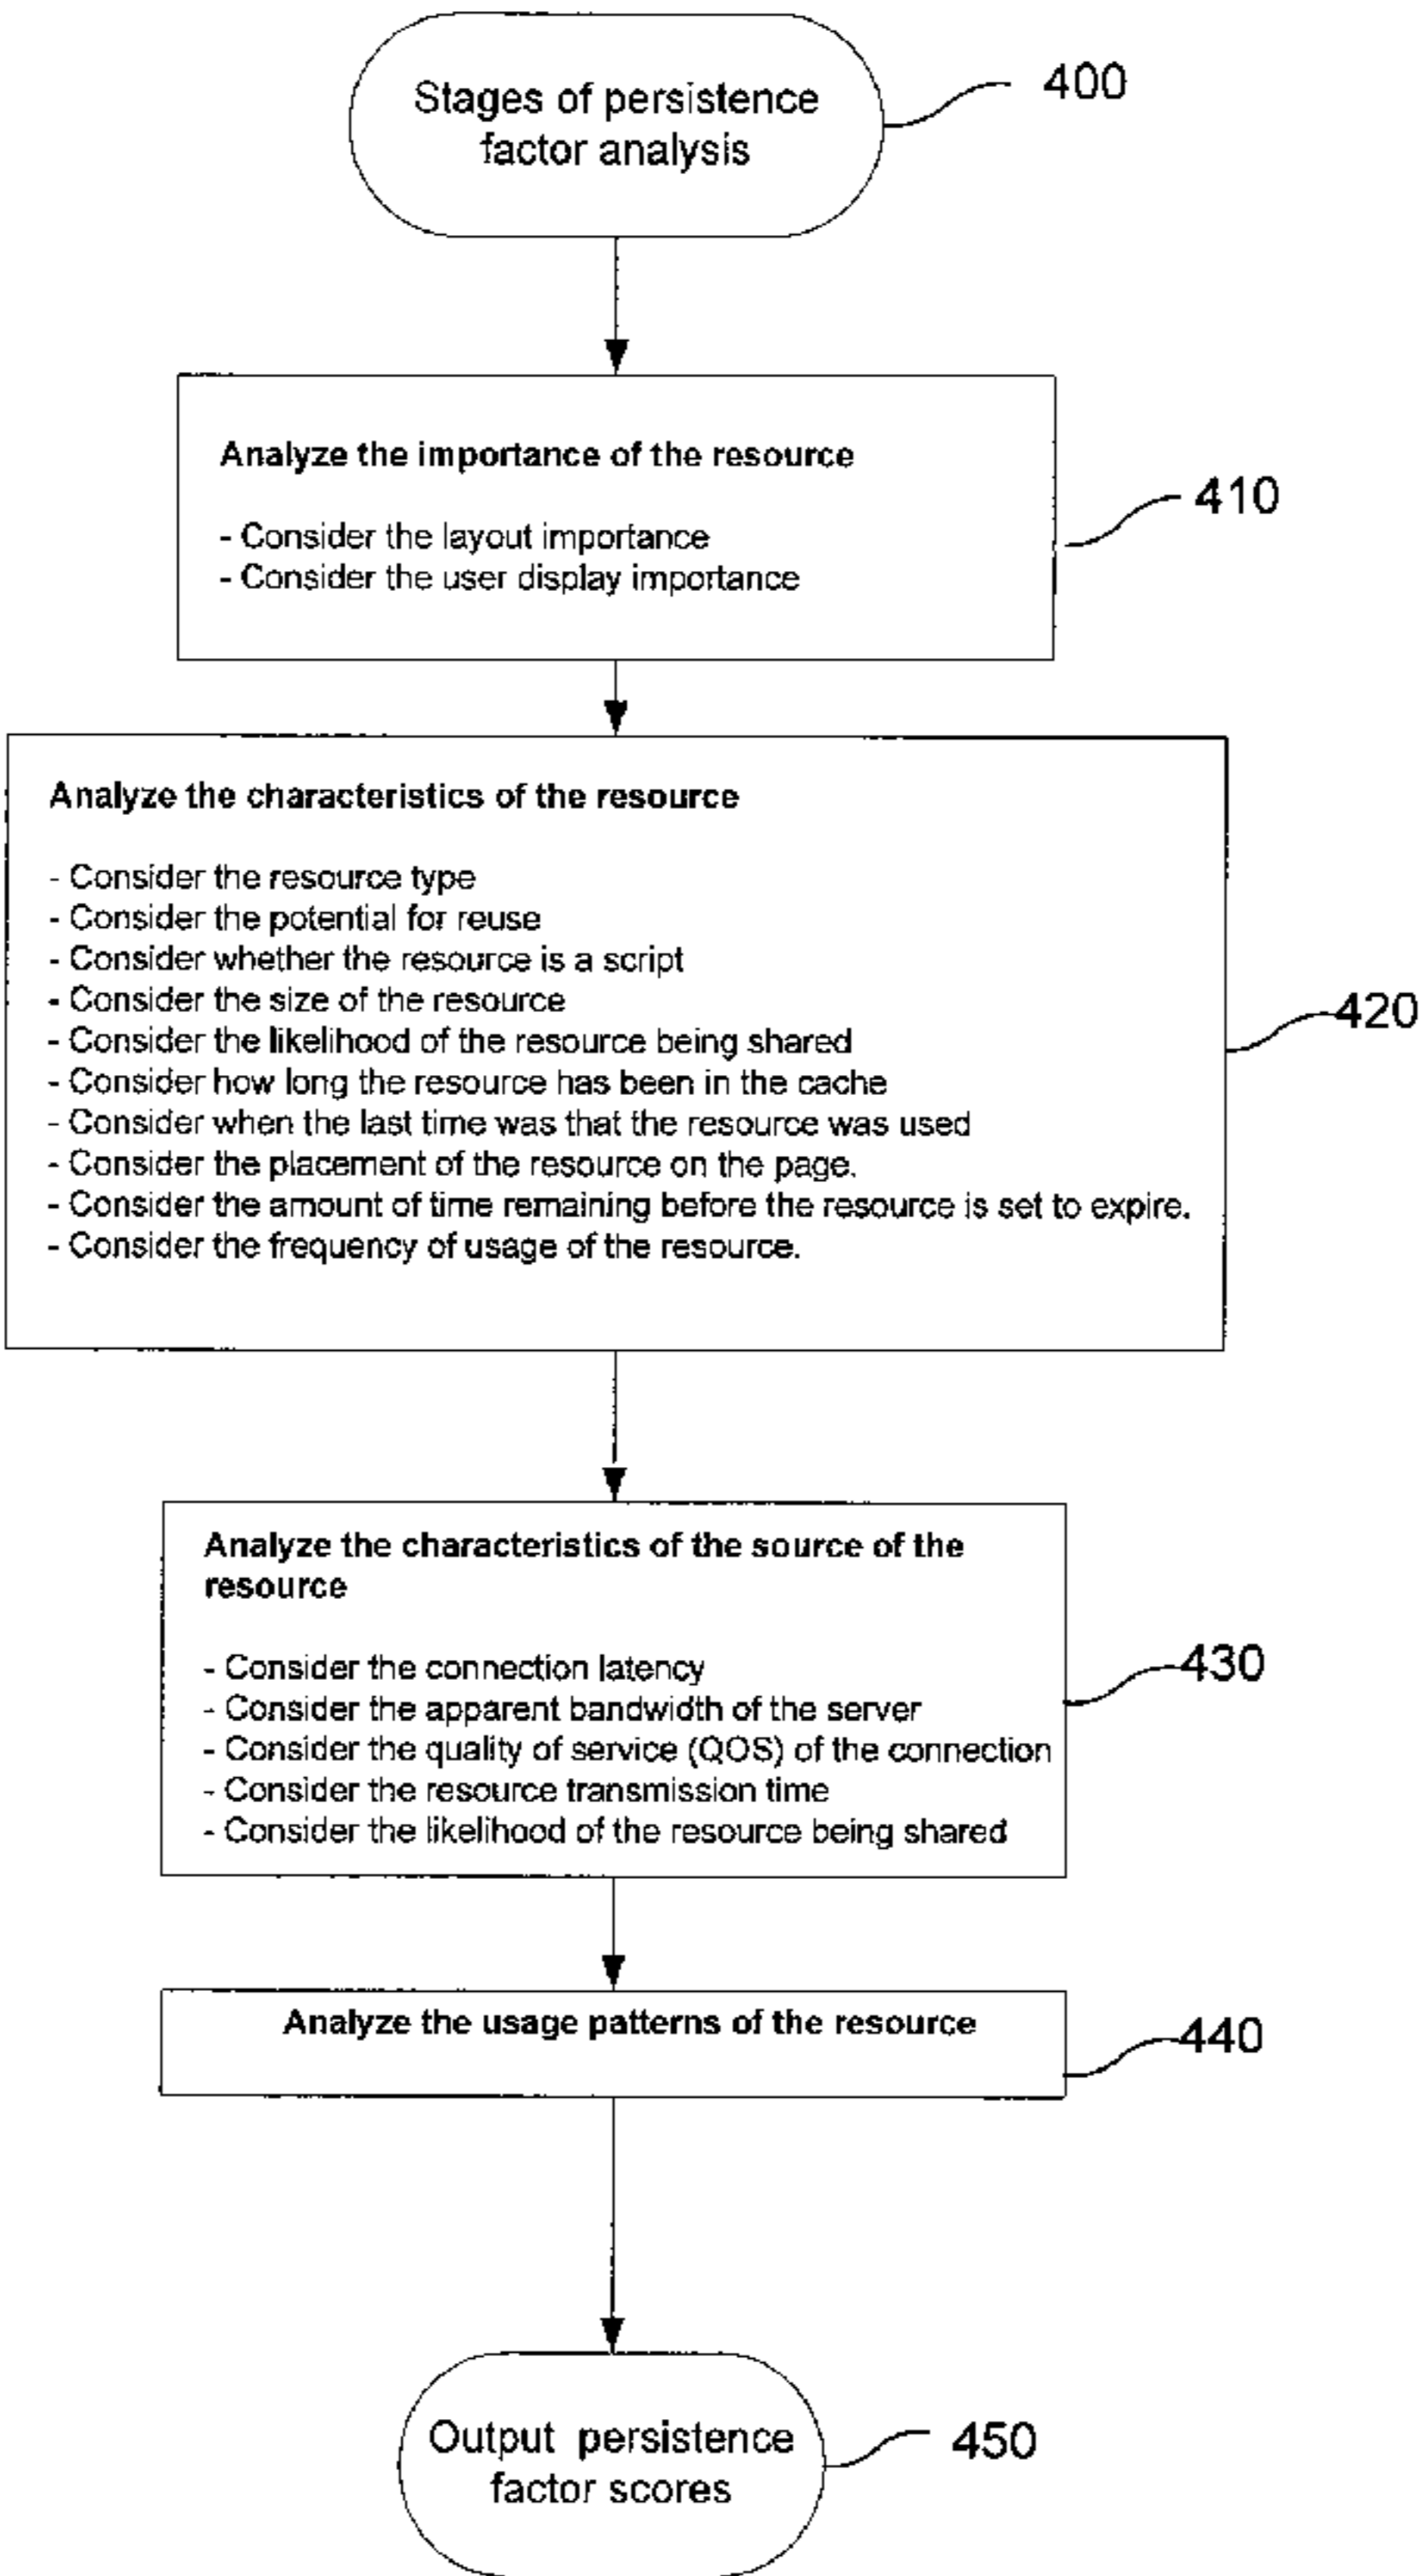 Stages of persistence
factor analysis
400
Analyze the importance of the resource
- Consider the layout importance
- Consider the user display importance
410
Analyze the characteristics of the resource
- Consider the resource type
- Consider the potential for reuse
- Consider whether the resource is a script
- Consider the size of the resource
- Consider the likelihood of the resource being shared
- Consider how long the resource has been in the cache
- Consider when the last time was that the resource was used
- Consider the placement of the resource on the page.
- Consider the amount of time remaining before the resource is set to expire.
- Consider the frequency of usage of the resource.
420
Analyze the characteristics of the source of the
resource
- Consider the connection latency
- Consider the apparent bandwidth of the server
- Consider the quality of service (QOS) of the connection
- Consider the resource transmission time
- Consider the likelihood of the resource being shared
430
Analyze the usage patterns of the resource
440
Output persistence
factor scores
450